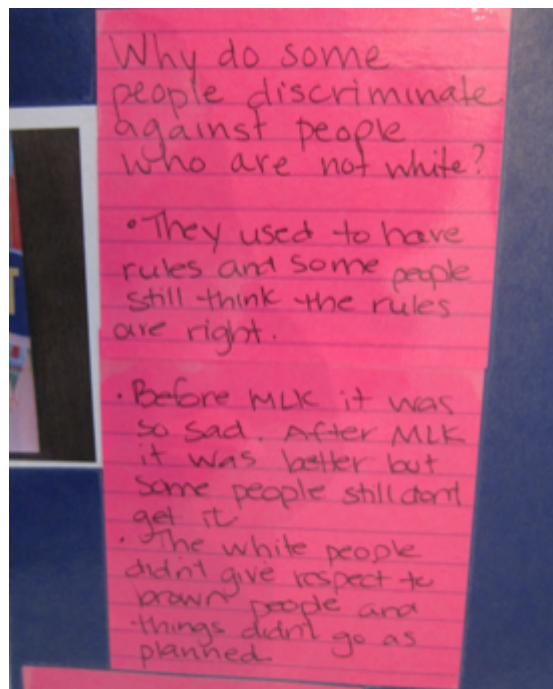 Why do some
people discriminate
against people
who are not white?
• They used to have
rules and some people
still think the rules
are right.
• Before MLK it was
so sad. After MLK
it was better but
some people still don't
get it.
• The white people
didn't give respect to
brown people and
things didn't go as
planned.